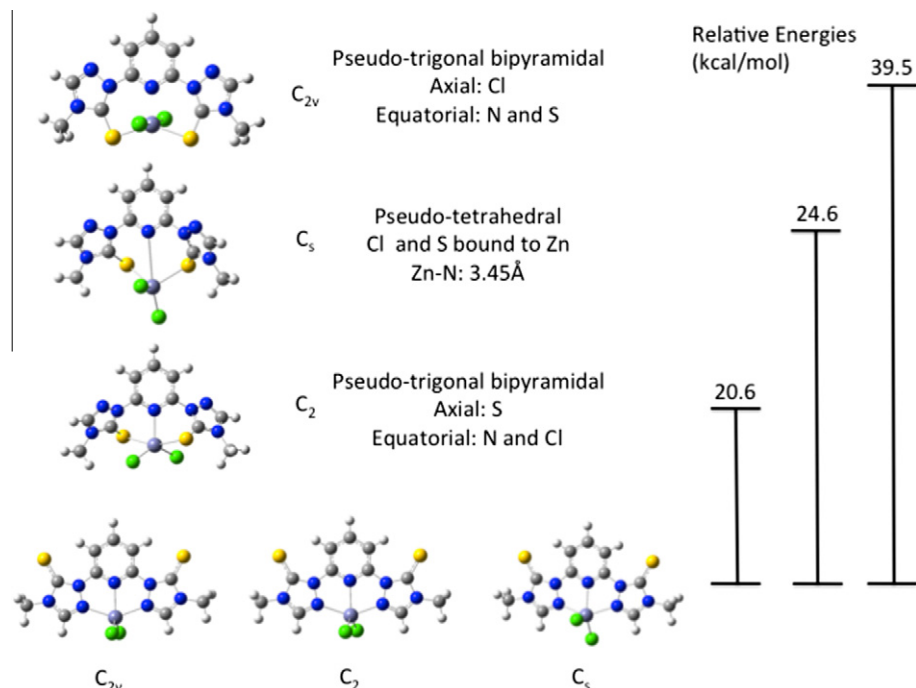 Relative Energies
(kcal/mol)
39.5
C2v
Pseudo-trigonal bipyramidal
Axial: Cl
Equatorial: N and S
24.6
Cs
Pseudo-tetrahedral
Cl and S bound to Zn
Zn-N: 3.45Å
20.6
C2
Pseudo-trigonal bipyramidal
Axial: S
Equatorial: N and Cl
C2v
C2
Cs